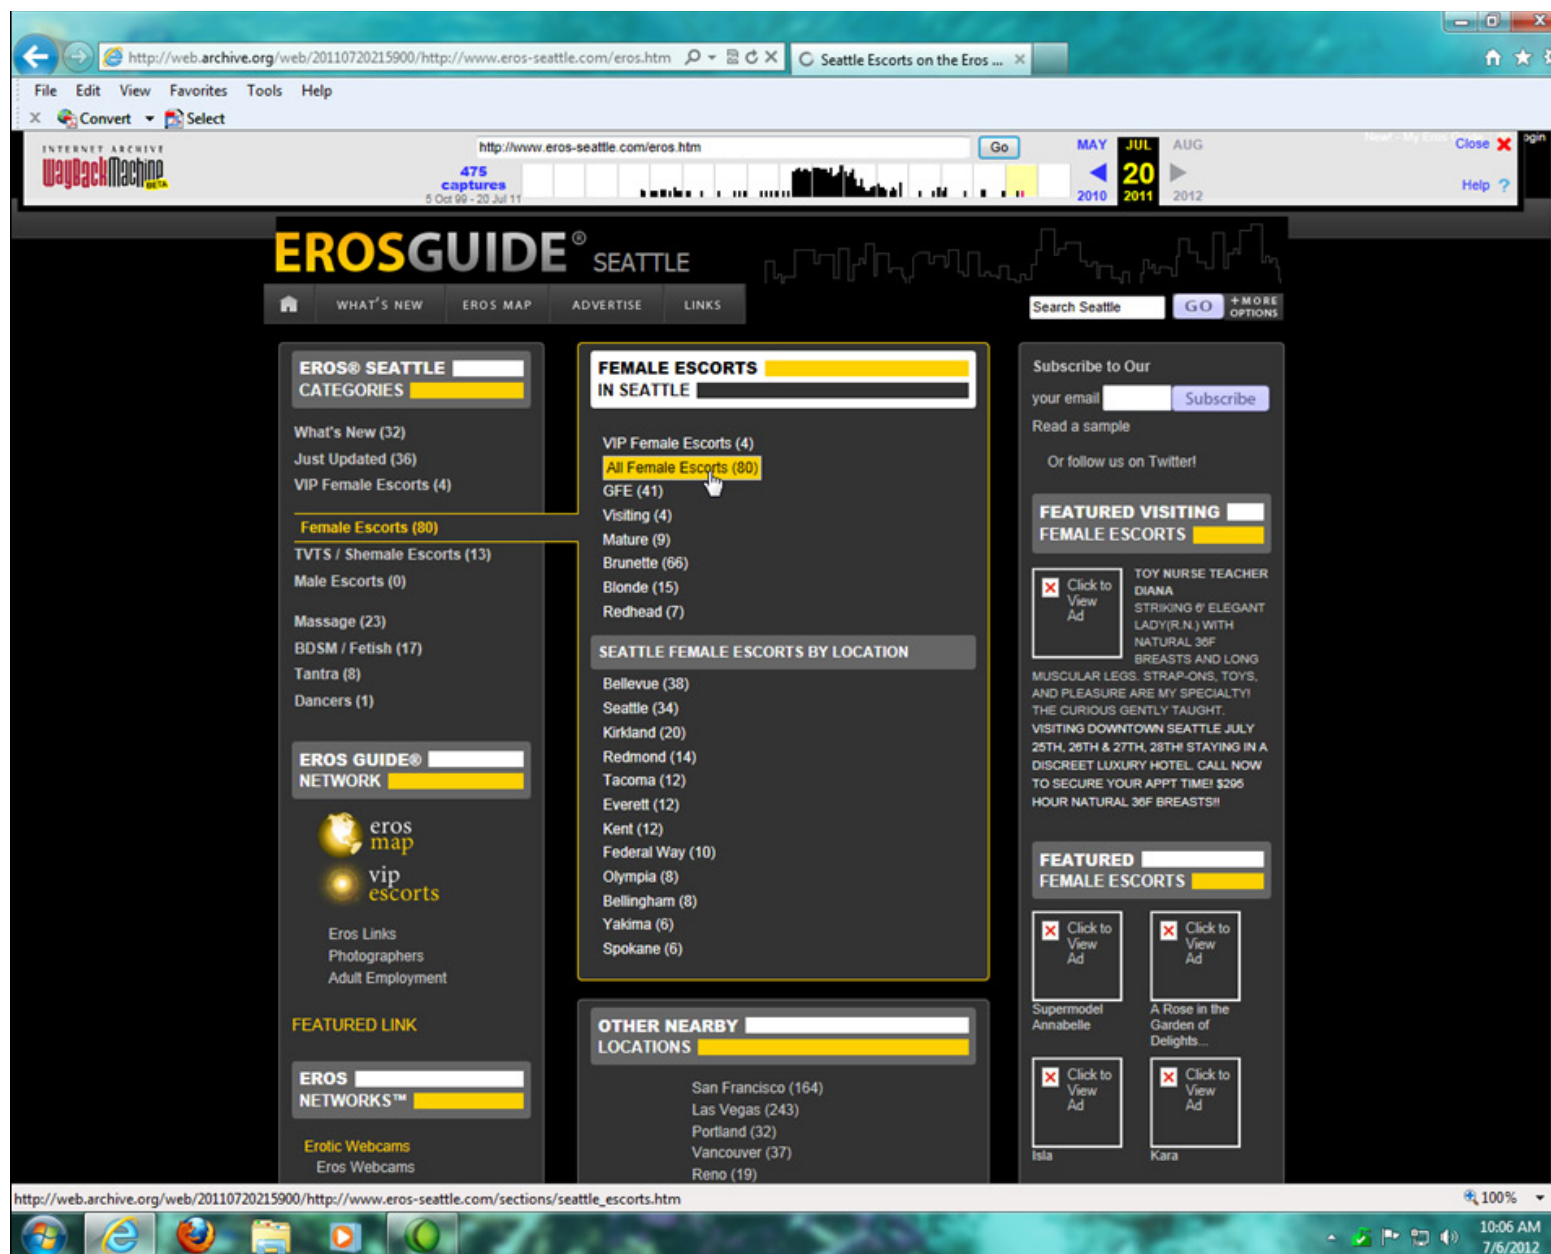 http://web.archive.org/web/20110720215900/http://www.eros-seattle.com/eros.htm
Seattle Escorts on the Eros ...
File Edit View Favorites Tools Help
Convert Select
INTERNET ARCHIVE
WayBackMachine
BETA
http://www.eros-seattle.com/eros.htm
Go
475
captures
5 Oct 99 - 20 Jul 11
MAY JUL AUG
20
2010 2011 2012
Close
Help ?
EROSGUIDE® SEATTLE
WHAT'S NEW EROS MAP ADVERTISE LINKS
Search Seattle GO +MORE OPTIONS
EROS® SEATTLE
CATEGORIES
What's New (32)
Just Updated (36)
VIP Female Escorts (4)
Female Escorts (80)
TVTS / Shemale Escorts (13)
Male Escorts (0)
Massage (23)
BDSM / Fetish (17)
Tantra (8)
Dancers (1)
EROS GUIDE®
NETWORK
eros
map
vip
escorts
Eros Links
Photographers
Adult Employment
FEATURED LINK
EROS
NETWORKS™
Erotic Webcams
Eros Webcams
FEMALE ESCORTS
IN SEATTLE
VIP Female Escorts (4)
All Female Escorts (80)
GFE (41)
Visiting (4)
Mature (9)
Brunette (66)
Blonde (15)
Redhead (7)
SEATTLE FEMALE ESCORTS BY LOCATION
Bellevue (38)
Seattle (34)
Kirkland (20)
Redmond (14)
Tacoma (12)
Everett (12)
Kent (12)
Federal Way (10)
Olympia (8)
Bellingham (8)
Yakima (6)
Spokane (6)
OTHER NEARBY
LOCATIONS
San Francisco (164)
Las Vegas (243)
Portland (32)
Vancouver (37)
Reno (19)
Subscribe to Our
your email Subscribe
Read a sample
Or follow us on Twitter!
FEATURED VISITING
FEMALE ESCORTS
Click to
View
Ad
TOY NURSE TEACHER
DIANA
STRIKING 6' ELEGANT
LADY(R.N.) WITH
NATURAL 36F
BREASTS AND LONG
MUSCULAR LEGS. STRAP-ONS, TOYS,
AND PLEASURE ARE MY SPECIALTY!
THE CURIOUS GENTLY TAUGHT.
VISITING DOWNTOWN SEATTLE JULY
25TH, 26TH & 27TH, 28TH! STAYING IN A
DISCREET LUXURY HOTEL. CALL NOW
TO SECURE YOUR APPT TIME! $295
HOUR NATURAL 36F BREASTS!!!
FEATURED
FEMALE ESCORTS
Click to
View
Ad
Supermodel
Annabelle
Click to
View
Ad
A Rose in the
Garden of
Delights...
Click to
View
Ad
Isla
Click to
View
Ad
Kara
http://web.archive.org/web/20110720215900/http://www.eros-seattle.com/sections/seattle_escorts.htm
100%
10:06 AM
7/6/2012